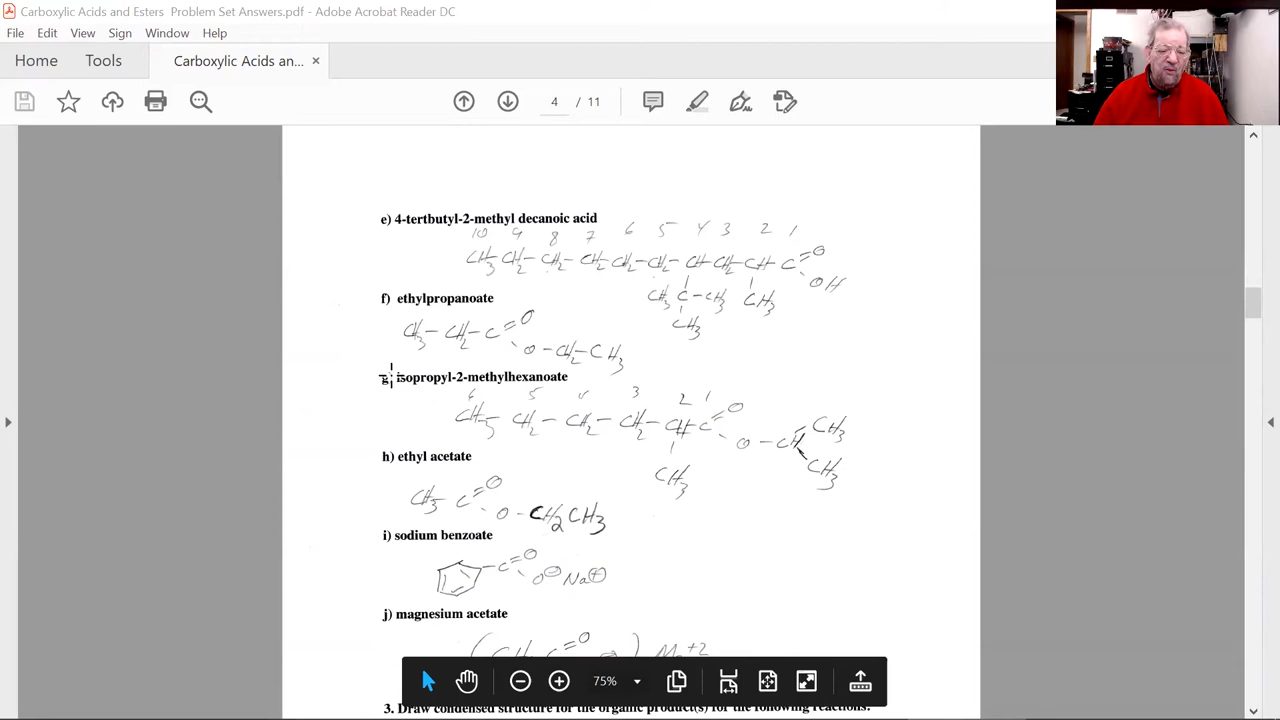 Carboxylic Acids and Esters Problem Set Answers.pdf - Adobe Acrobat Reader DC
File Edit View Sign Window Help
Home Tools Carboxylic Acids an... ×
4 / 11
e) 4-tertbutyl-2-methyl decanoic acid
10 9 8 7 6 5 4 3 2 1
CH3 CH2 - CH2 - CH2 - CH2 - CH2 - CH - CH2 - CH - C = O
OH
CH3 C - CH3 CH3
CH3
f) ethylpropanoate
CH3 - CH2 - C = O
O - CH2 - CH3
g) isopropyl-2-methylhexanoate
6 5 4 3 2 1
CH3 - CH2 - CH2 - CH2 - CH - C = O
O - CH CH3
CH3
CH3
h) ethyl acetate
CH3 - C = O
O - CH2CH3
i) sodium benzoate
- C = O
O⊖ Na⊕
j) magnesium acetate
75%
3. Draw condensed structure for the organic product(s) for the following reactions: